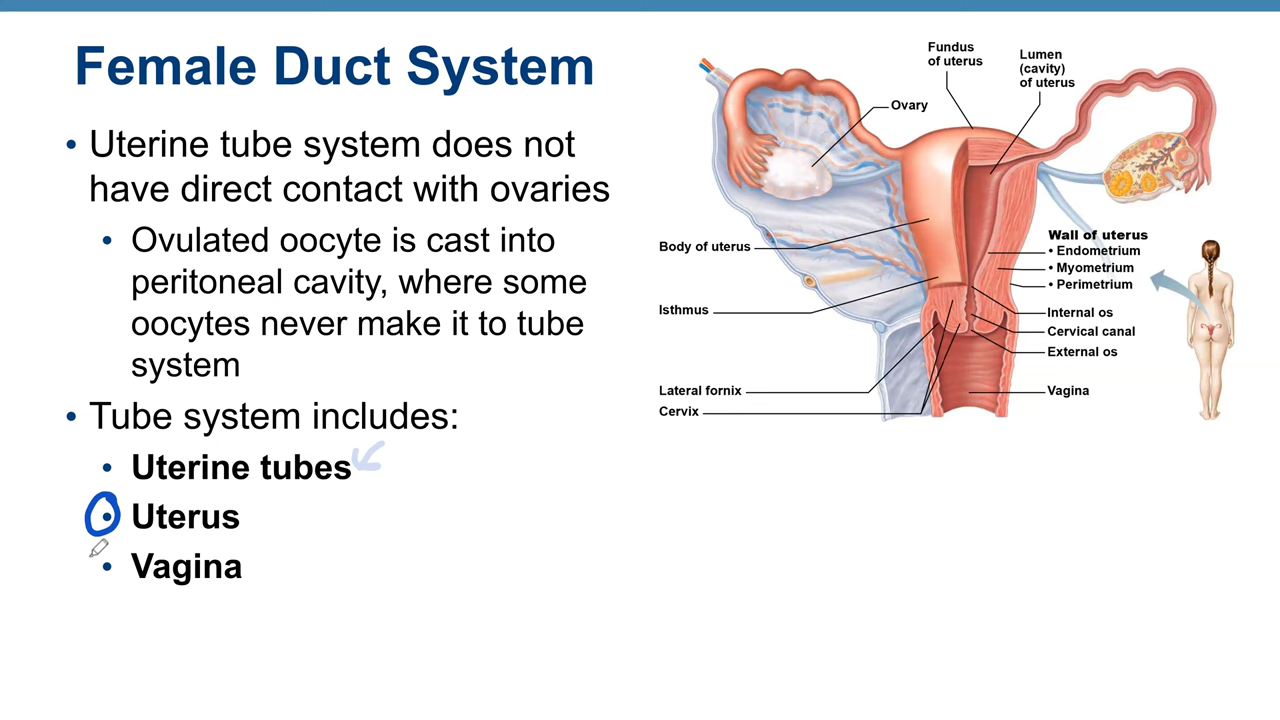 Female Duct System
• Uterine tube system does not
have direct contact with ovaries
• Ovulated oocyte is cast into
peritoneal cavity, where some
oocytes never make it to tube
system
• Tube system includes:
• Uterine tubes
• Uterus
• Vagina
Fundus
of uterus
Lumen
(cavity)
of uterus
Ovary
Body of uterus
Wall of uterus
• Endometrium
• Myometrium
• Perimetrium
Isthmus
Internal os
Cervical canal
External os
Lateral fornix
Vagina
Cervix